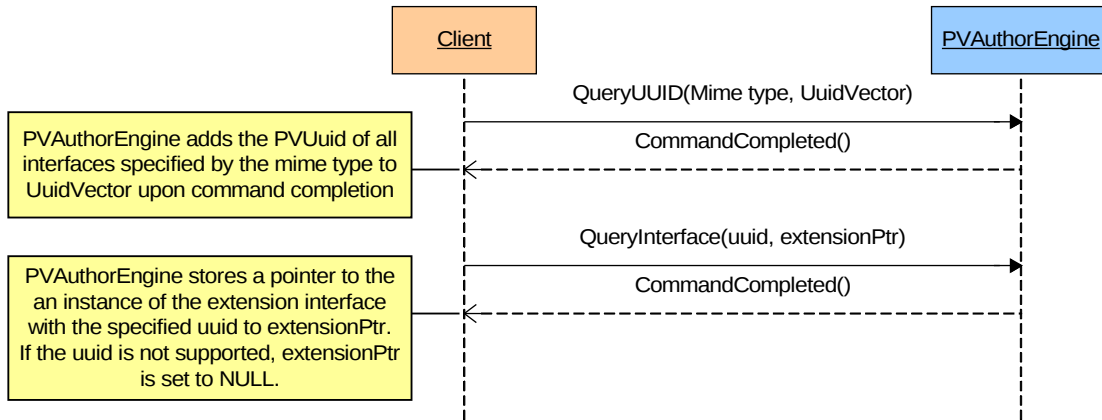 Client
PVAuthorEngine
QueryUUID(Mime type, UuidVector)
CommandCompleted()
PVAuthorEngine adds the PVUuid of all
interfaces specified by the mime type to
UuidVector upon command completion
QueryInterface(uuid, extensionPtr)
CommandCompleted()
PVAuthorEngine stores a pointer to the
an instance of the extension interface
with the specified uuid to extensionPtr.
If the uuid is not supported, extensionPtr
is set to NULL.